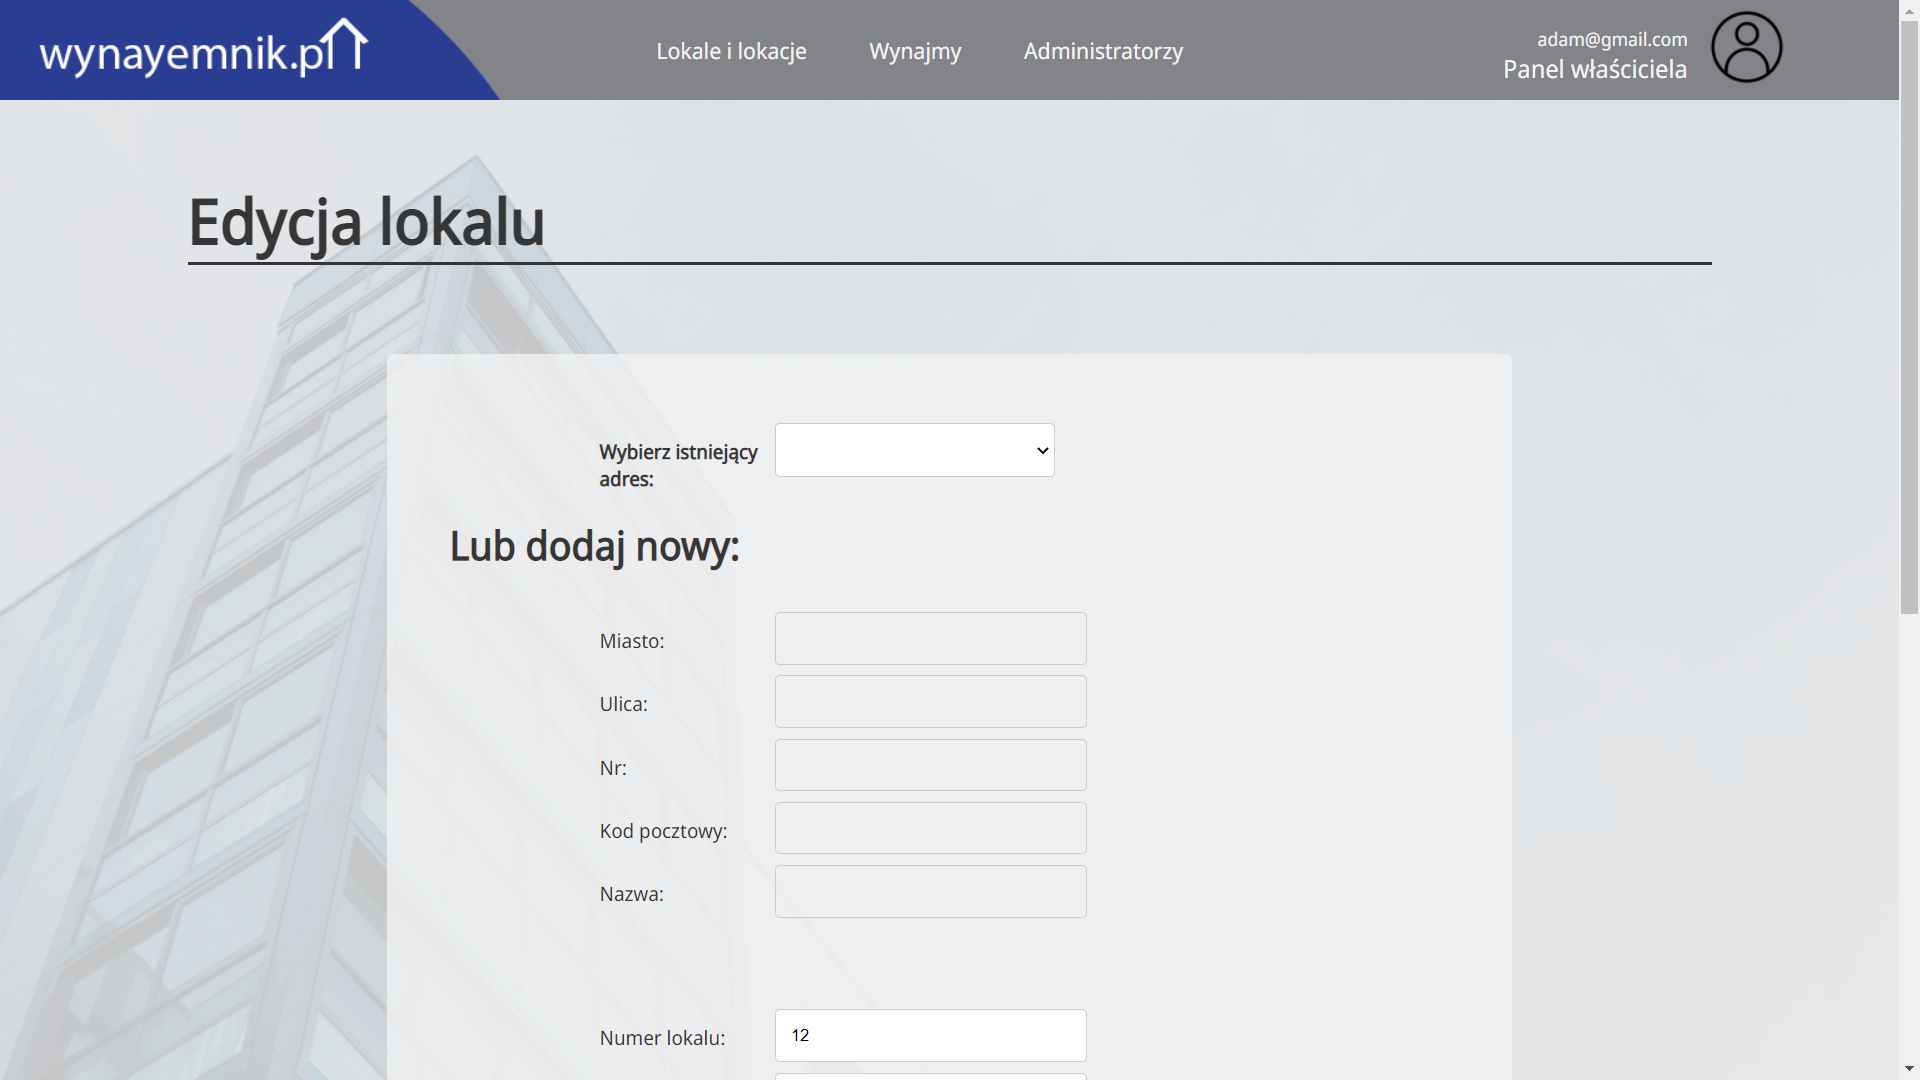 wynayemnik.pl
Lokale i lokacje
Wynajmy
Administratorzy
adam@gmail.com
Panel właściciela
Edycja lokalu
Wybierz istniejący
adres:
Lub dodaj nowy:
Miasto:
Ulica:
Nr:
Kod pocztowy:
Nazwa:
Numer lokalu:
12